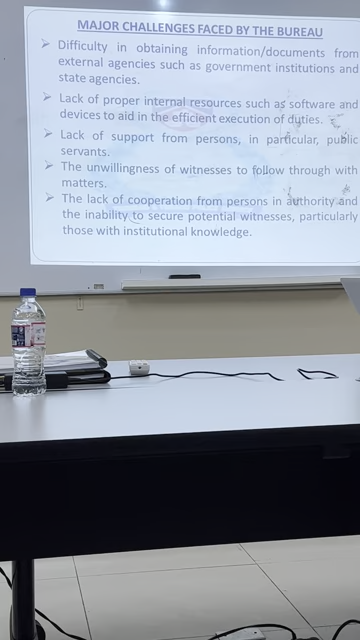 MAJOR CHALLENGES FACED BY THE BUREAU
➢ Difficulty in obtaining information/documents from
external agencies such as government institutions and
state agencies.
➢ Lack of proper internal resources such as software and
devices to aid in the efficient execution of duties.
➢ Lack of support from persons, in particular, public
servants.
➢ The unwillingness of witnesses to follow through with
matters.
➢ The lack of cooperation from persons in authority and
the inability to secure potential witnesses, particularly
those with institutional knowledge.